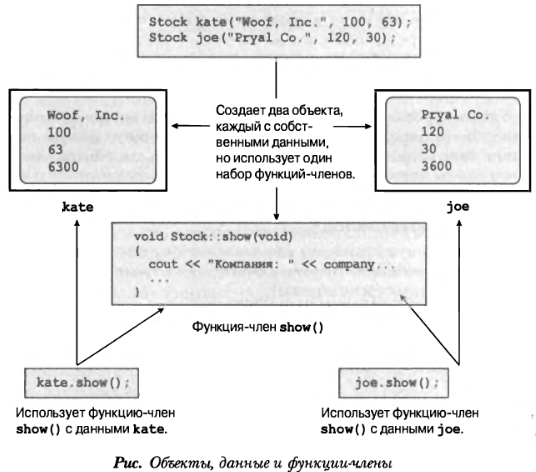 Stock kate("Woof, Inc.", 100, 63);
Stock joe("Pryal Co.", 120, 30);
Woof, Inc.
100
63
6300
kate
Создает два объекта,
каждый с собст-
венными данными,
но использует один
набор функций-членов.
Pryal Co.
120
30
3600
joe
void Stock::show(void)
{
cout << "Компания: " << company...
...
}
Функция-член show()
kate.show();
Использует функцию-член
show() с данными kate.
joe.show();
Использует функцию-член
show() с данными joe.
Рис. Объекты, данные и функции-члены